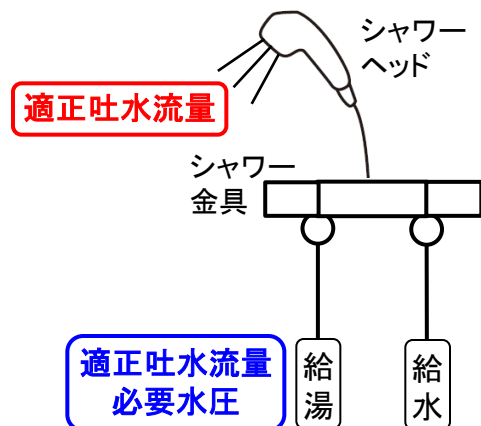 シャワー
ヘッド
適正吐水流量
シャワー
金具
適正吐水流量
必要水圧
給湯
給水